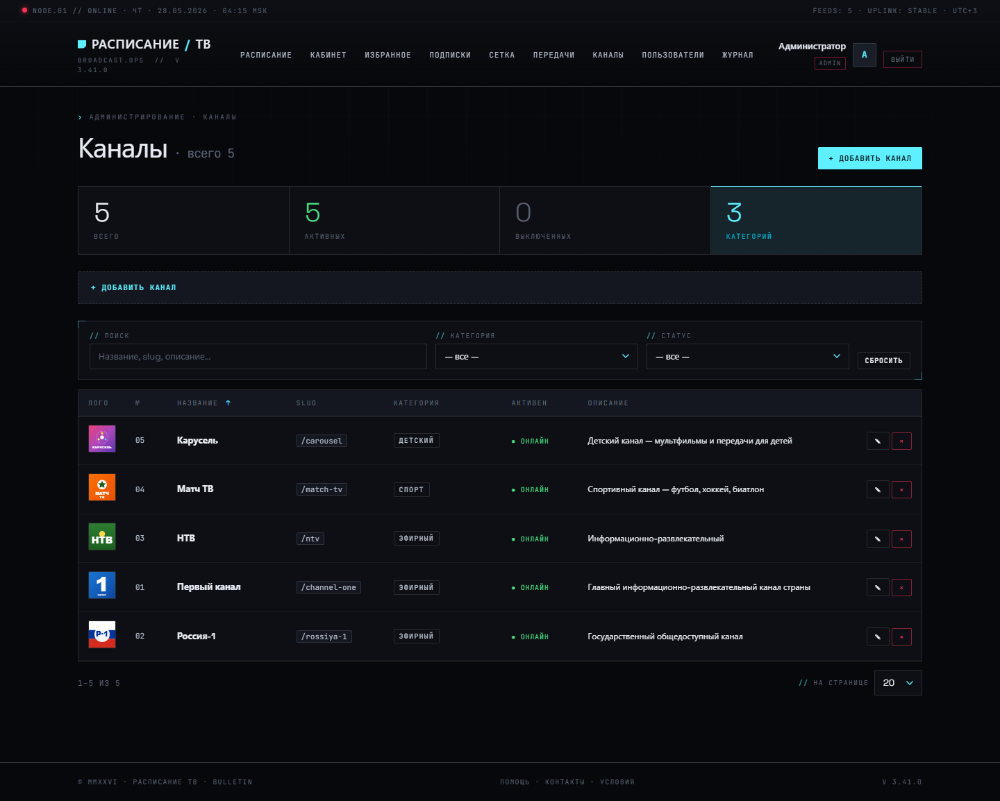 NODE.01 // ONLINE · ЧТ · 28.05.2026 · 04:15 MSK
FEEDS: 5 · UPLINK: STABLE · UTC+3
РАСПИСАНИЕ / ТВ
BROADCAST.OPS // V 3.41.0
РАСПИСАНИЕ КАБИНЕТ ИЗБРАННОЕ ПОДПИСКИ СЕТКА ПЕРЕДАЧИ КАНАЛЫ ПОЛЬЗОВАТЕЛИ ЖУРНАЛ
Администратор
ADMIN
A
ВЫЙТИ
› АДМИНИСТРИРОВАНИЕ · КАНАЛЫ
Каналы · всего 5
+ ДОБАВИТЬ КАНАЛ
5
ВСЕГО
5
АКТИВНЫХ
0
ВЫКЛЮЧЕННЫХ
3
КАТЕГОРИЙ
+ ДОБАВИТЬ КАНАЛ
// ПОИСК
Название, slug, описание...
// КАТЕГОРИЯ
— все —
// СТАТУС
— все —
СБРОСИТЬ
ЛОГО № НАЗВАНИЕ ↑ SLUG КАТЕГОРИЯ АКТИВЕН ОПИСАНИЕ
КАРУСЕЛЬ
05 Карусель /carousel ДЕТСКИЙ ● ОНЛАЙН Детский канал — мультфильмы и передачи для детей ×
МАТЧ
ТВ
04 Матч ТВ /match-tv СПОРТ ● ОНЛАЙН Спортивный канал — футбол, хоккей, биатлон ×
НТВ
03 НТВ /ntv ЭФИРНЫЙ ● ОНЛАЙН Информационно-развлекательный ×
1
01 Первый канал /channel-one ЭФИРНЫЙ ● ОНЛАЙН Главный информационно-развлекательный канал страны ×
Р-1
02 Россия-1 /rossiya-1 ЭФИРНЫЙ ● ОНЛАЙН Государственный общедоступный канал ×
1–5 ИЗ 5
// НА СТРАНИЦЕ 20
© MMXXVI · РАСПИСАНИЕ ТВ · BULLETIN
ПОМОЩЬ · КОНТАКТЫ · УСЛОВИЯ
V 3.41.0